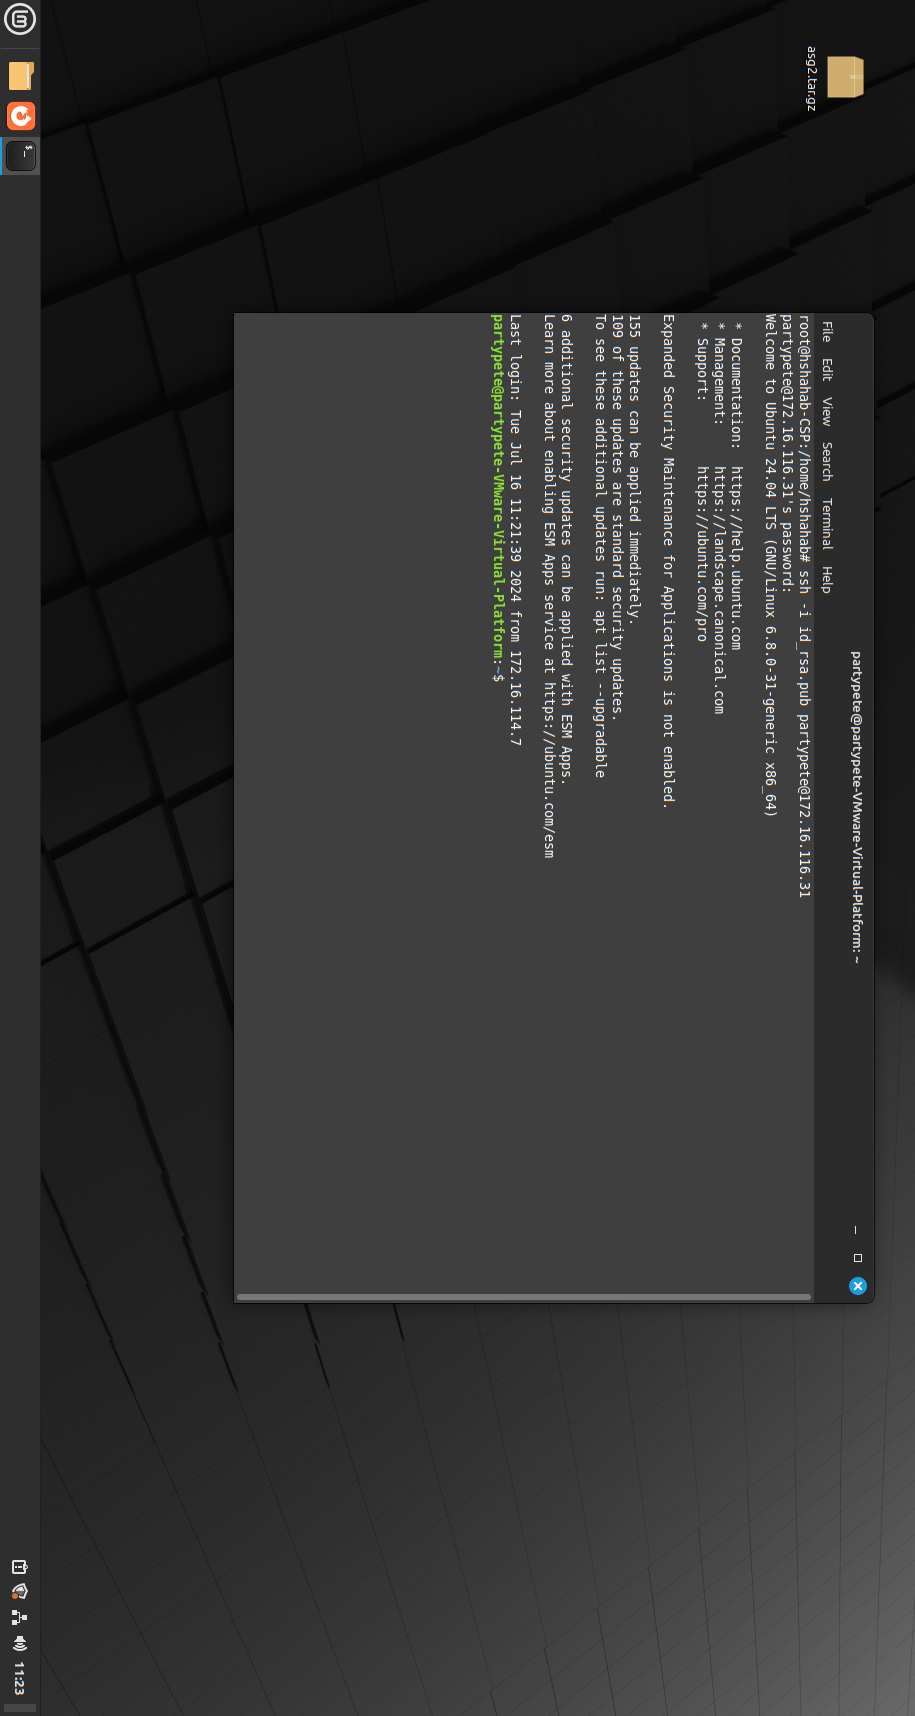 asg2.tar.gz
partypete@partypete-VMware-Virtual-Platform: ~
File Edit View Search Terminal Help
root@hshahab-CSP:/home/hshahab# ssh -i id_rsa.pub partypete@172.16.116.31
partypete@172.16.116.31's password:
Welcome to Ubuntu 24.04 LTS (GNU/Linux 6.8.0-31-generic x86_64)
* Documentation: https://help.ubuntu.com
* Management: https://landscape.canonical.com
* Support: https://ubuntu.com/pro
Expanded Security Maintenance for Applications is not enabled.
155 updates can be applied immediately.
109 of these updates are standard security updates.
To see these additional updates run: apt list --upgradable
6 additional security updates can be applied with ESM Apps.
Learn more about enabling ESM Apps service at https://ubuntu.com/esm
Last login: Tue Jul 16 11:21:39 2024 from 172.16.114.7
partypete@partypete-VMware-Virtual-Platform:~$
11:23